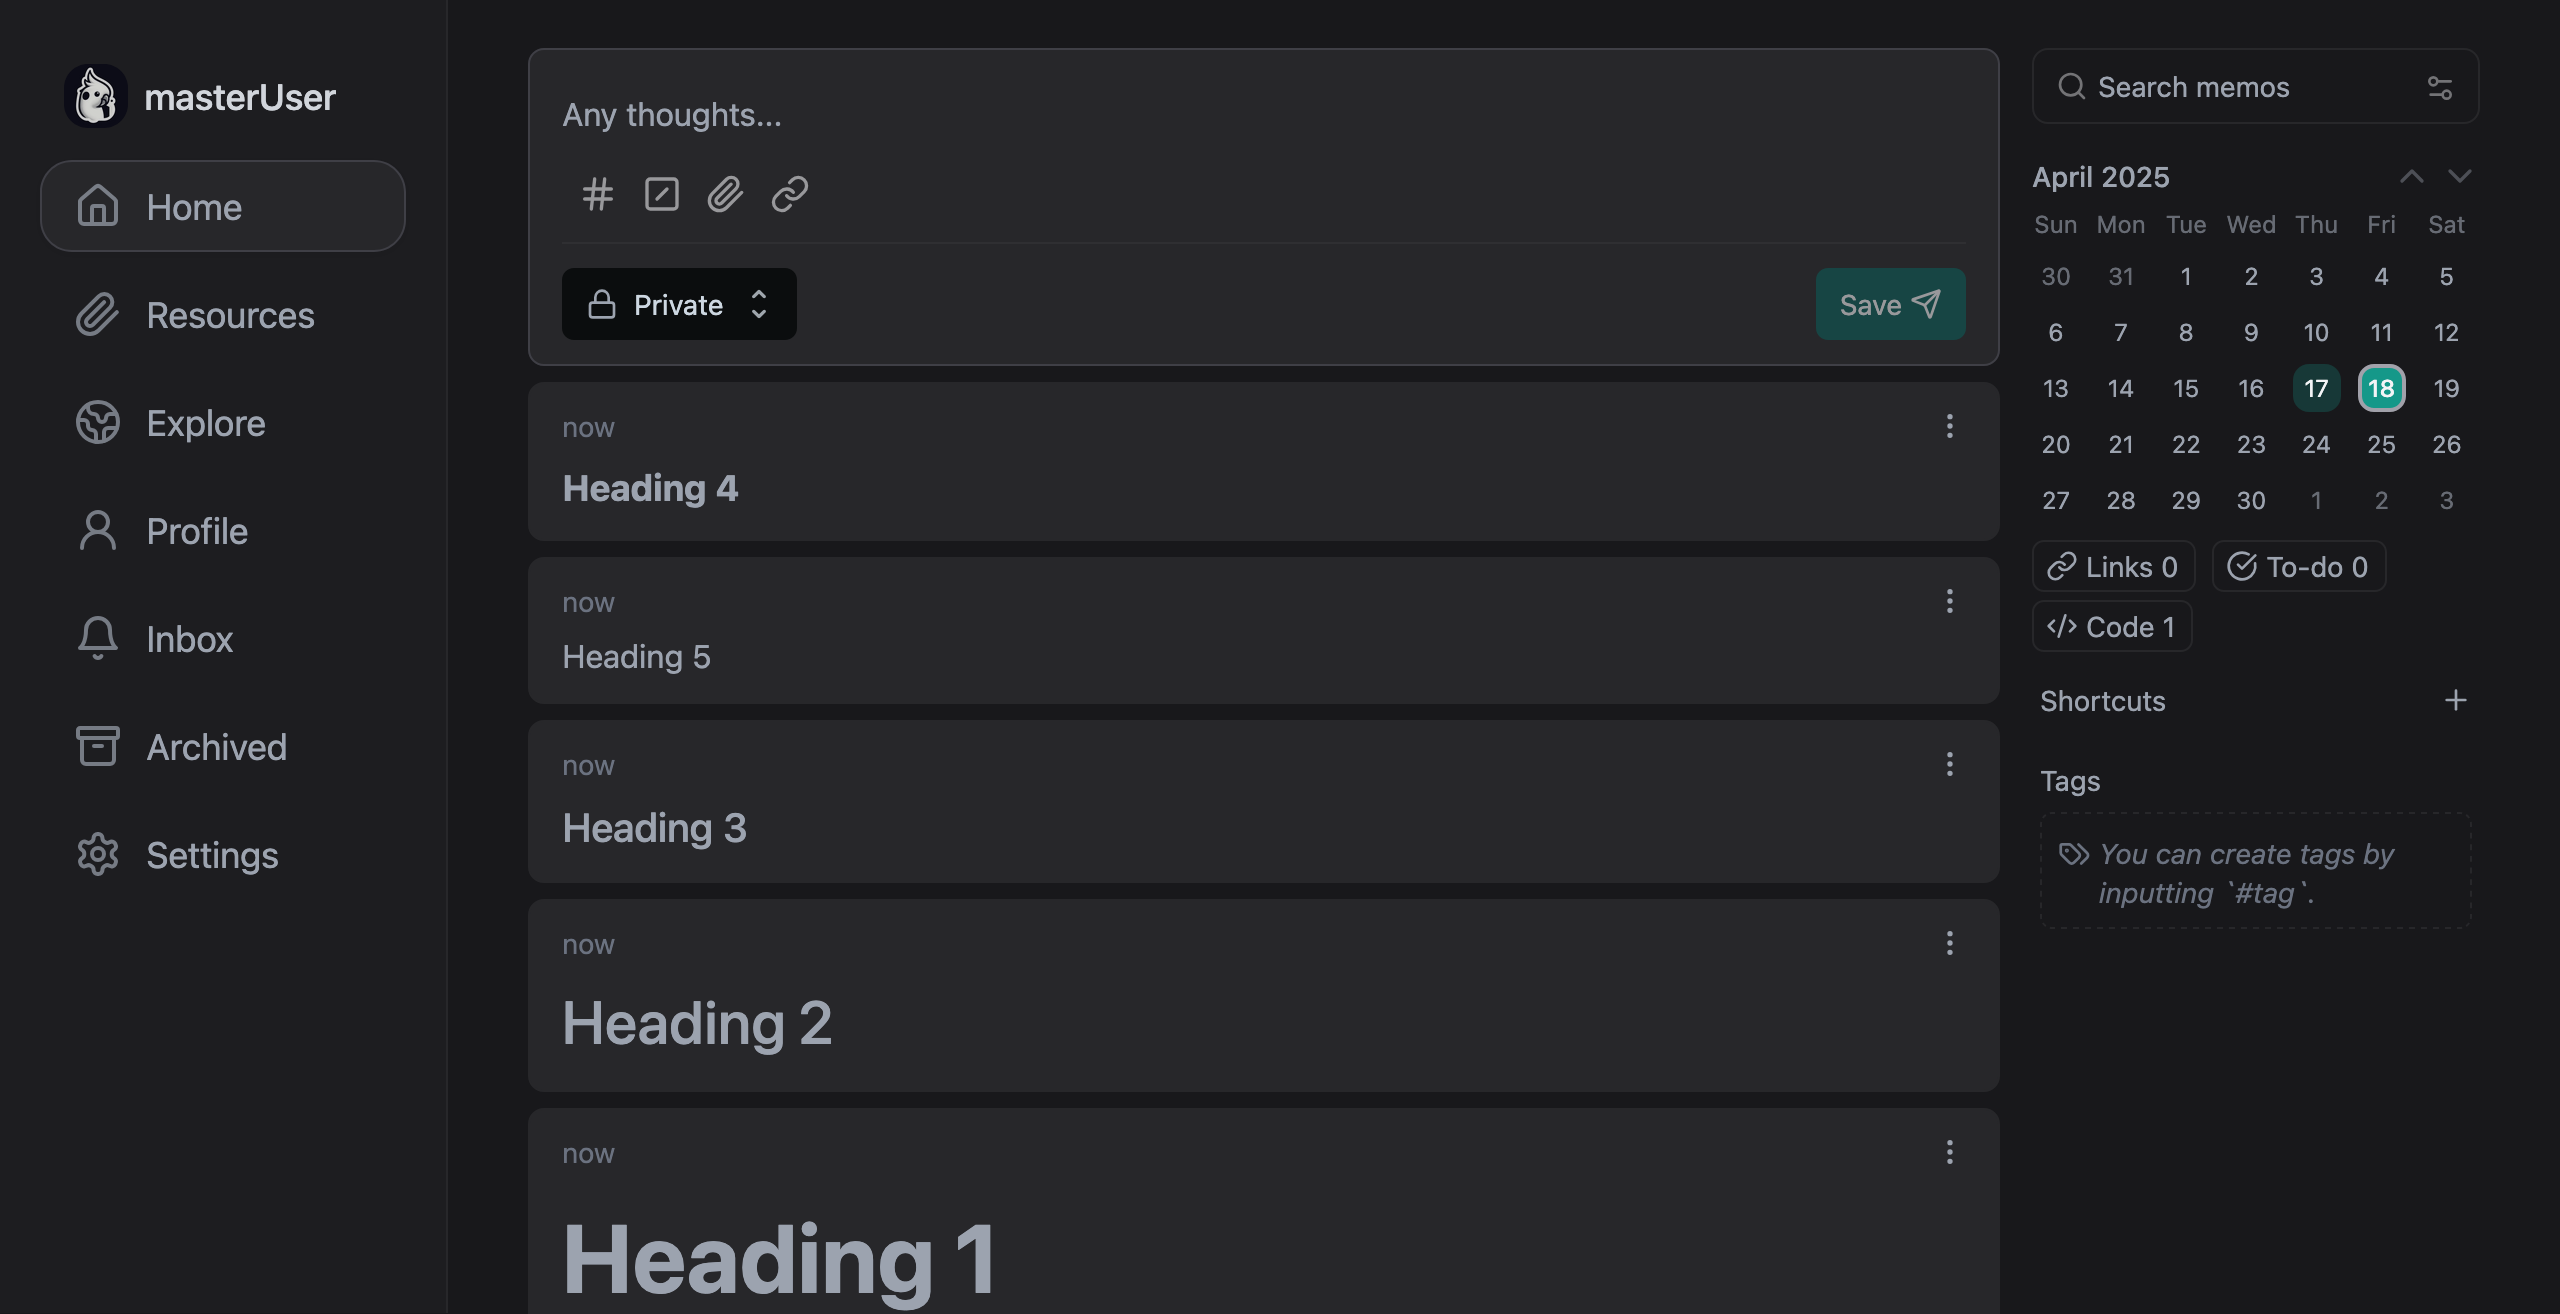 masterUser
Home
Resources
Explore
Profile
Inbox
Archived
Settings
Any thoughts...
Private
Save
now
Heading 4
now
Heading 5
now
Heading 3
now
Heading 2
now
Heading 1
Search memos
April 2025
Sun Mon Tue Wed Thu Fri Sat
30 31 1 2 3 4 5
6 7 8 9 10 11 12
13 14 15 16 17 18 19
20 21 22 23 24 25 26
27 28 29 30 1 2 3
Links 0 To-do 0
Code 1
Shortcuts
Tags
You can create tags by
inputting `#tag`.